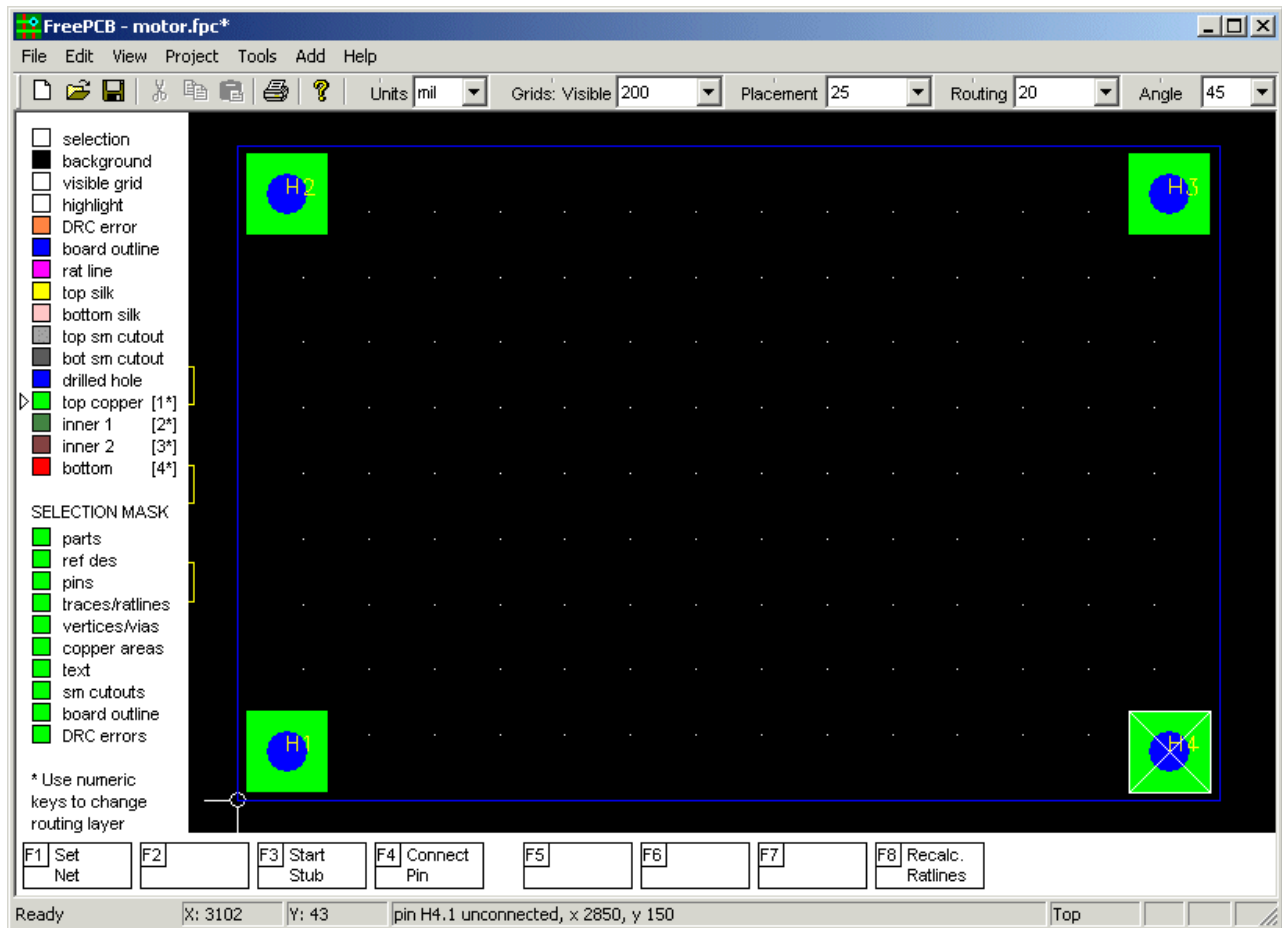 FreePCB - motor.fpc*
File Edit View Project Tools Add Help
Units mil Grids: Visible 200 Placement 25 Routing 20 Angle 45
selection
background
visible grid
highlight
DRC error
board outline
rat line
top silk
bottom silk
top sm cutout
bot sm cutout
drilled hole
top copper [1*]
inner 1 [2*]
inner 2 [3*]
bottom [4*]
SELECTION MASK
parts
ref des
pins
traces/ratlines
vertices/vias
copper areas
text
sm cutouts
board outline
DRC errors
* Use numeric
keys to change
routing layer
H2 H3
H1 H4
F1 Set Net F2 F3 Start Stub F4 Connect Pin F5 F6 F7 F8 Recalc. Ratlines
Ready X: 3102 Y: 43 pin H4.1 unconnected, x 2850, y 150 Top